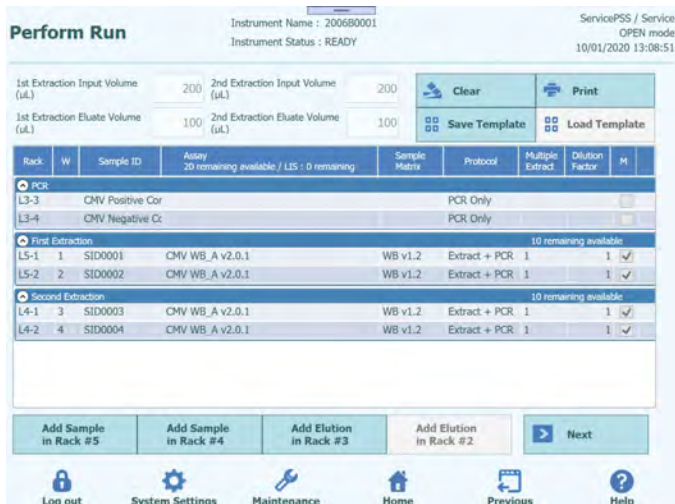 Perform Run
Instrument Name : 2006B0001
Instrument Status : READY
ServicePSS / Service
OPEN mode
10/01/2020 13:08:51
1st Extraction Input Volume (µL) 200
2nd Extraction Input Volume (µL) 200
Clear
Print
1st Extraction Eluate Volume (µL) 100
2nd Extraction Eluate Volume (µL) 100
Save Template
Load Template
Rack W Sample ID Assay 20 remaining available / LIS : 0 remaining Sample Matrix Protocol Multiple Extract Dilution Factor M
PCR
L3-3 CMV Positive Cor PCR Only
L3-4 CMV Negative Cc PCR Only
First Extraction 10 remaining available
L5-1 1 SID0001 CMV WB_A v2.0.1 WB v1.2 Extract + PCR 1 1
L5-2 2 SID0002 CMV WB_A v2.0.1 WB v1.2 Extract + PCR 1 1
Second Extraction 10 remaining available
L4-1 3 SID0003 CMV WB_A v2.0.1 WB v1.2 Extract + PCR 1 1
L4-2 4 SID0004 CMV WB_A v2.0.1 WB v1.2 Extract + PCR 1 1
Add Sample in Rack #5
Add Sample in Rack #4
Add Elution in Rack #3
Add Elution in Rack #2
Next
Log out
System Settings
Maintenance
Home
Previous
Help